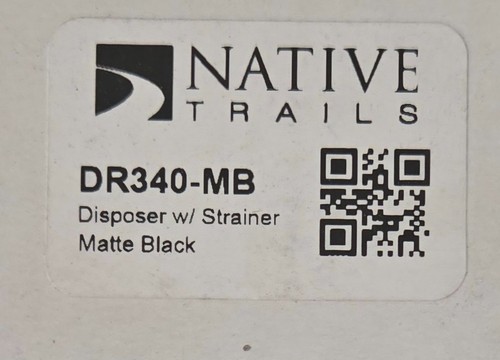 NATIVE
TRAILS
DR340-MB
Disposer w/ Strainer
Matte Black